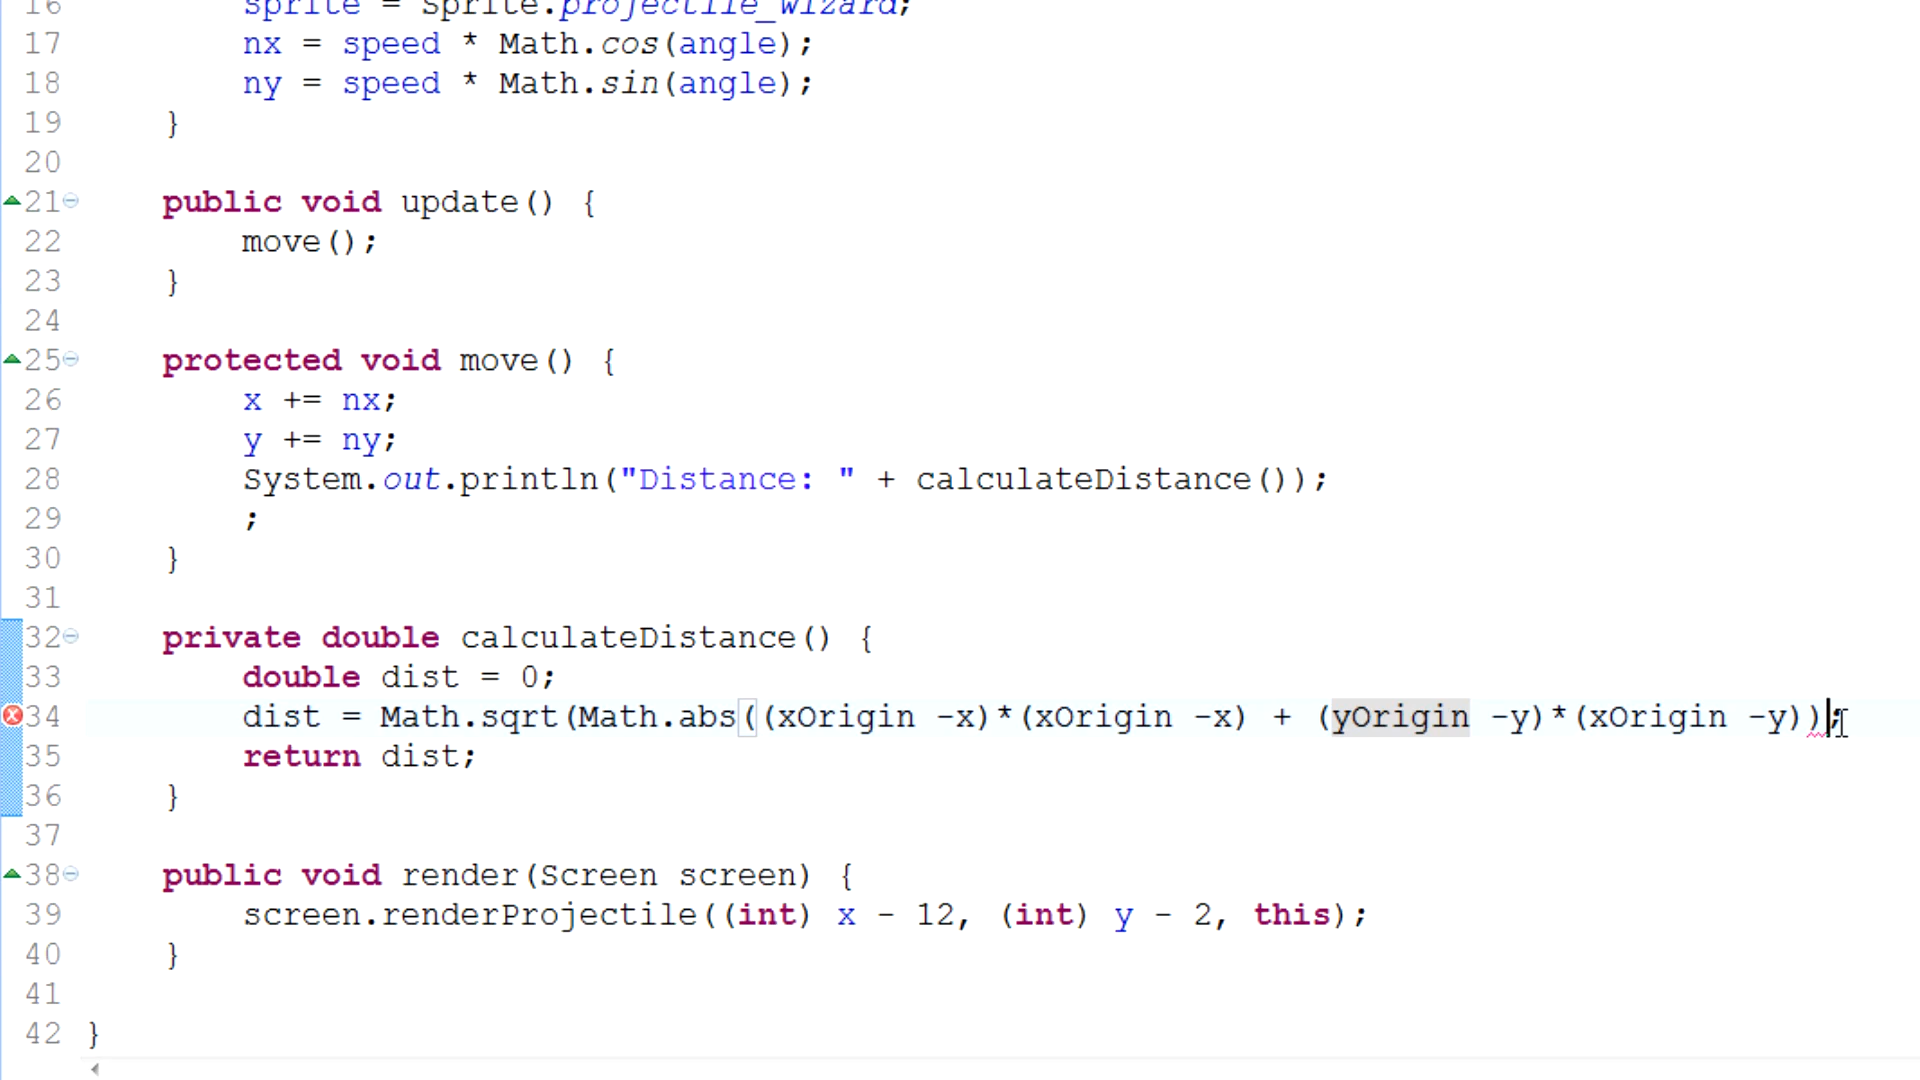 16 sprite = Sprite.projectile_wizard;
17 nx = speed * Math.cos(angle);
18 ny = speed * Math.sin(angle);
19 }
20
21 public void update() {
22 move();
23 }
24
25 protected void move() {
26 x += nx;
27 y += ny;
28 System.out.println("Distance: " + calculateDistance());
29 ;
30 }
31
32 private double calculateDistance() {
33 double dist = 0;
34 dist = Math.sqrt(Math.abs((xOrigin -x)*(xOrigin -x) + (yOrigin -y)*(xOrigin -y));
35 return dist;
36 }
37
38 public void render(Screen screen) {
39 screen.renderProjectile((int) x - 12, (int) y - 2, this);
40 }
41
42 }